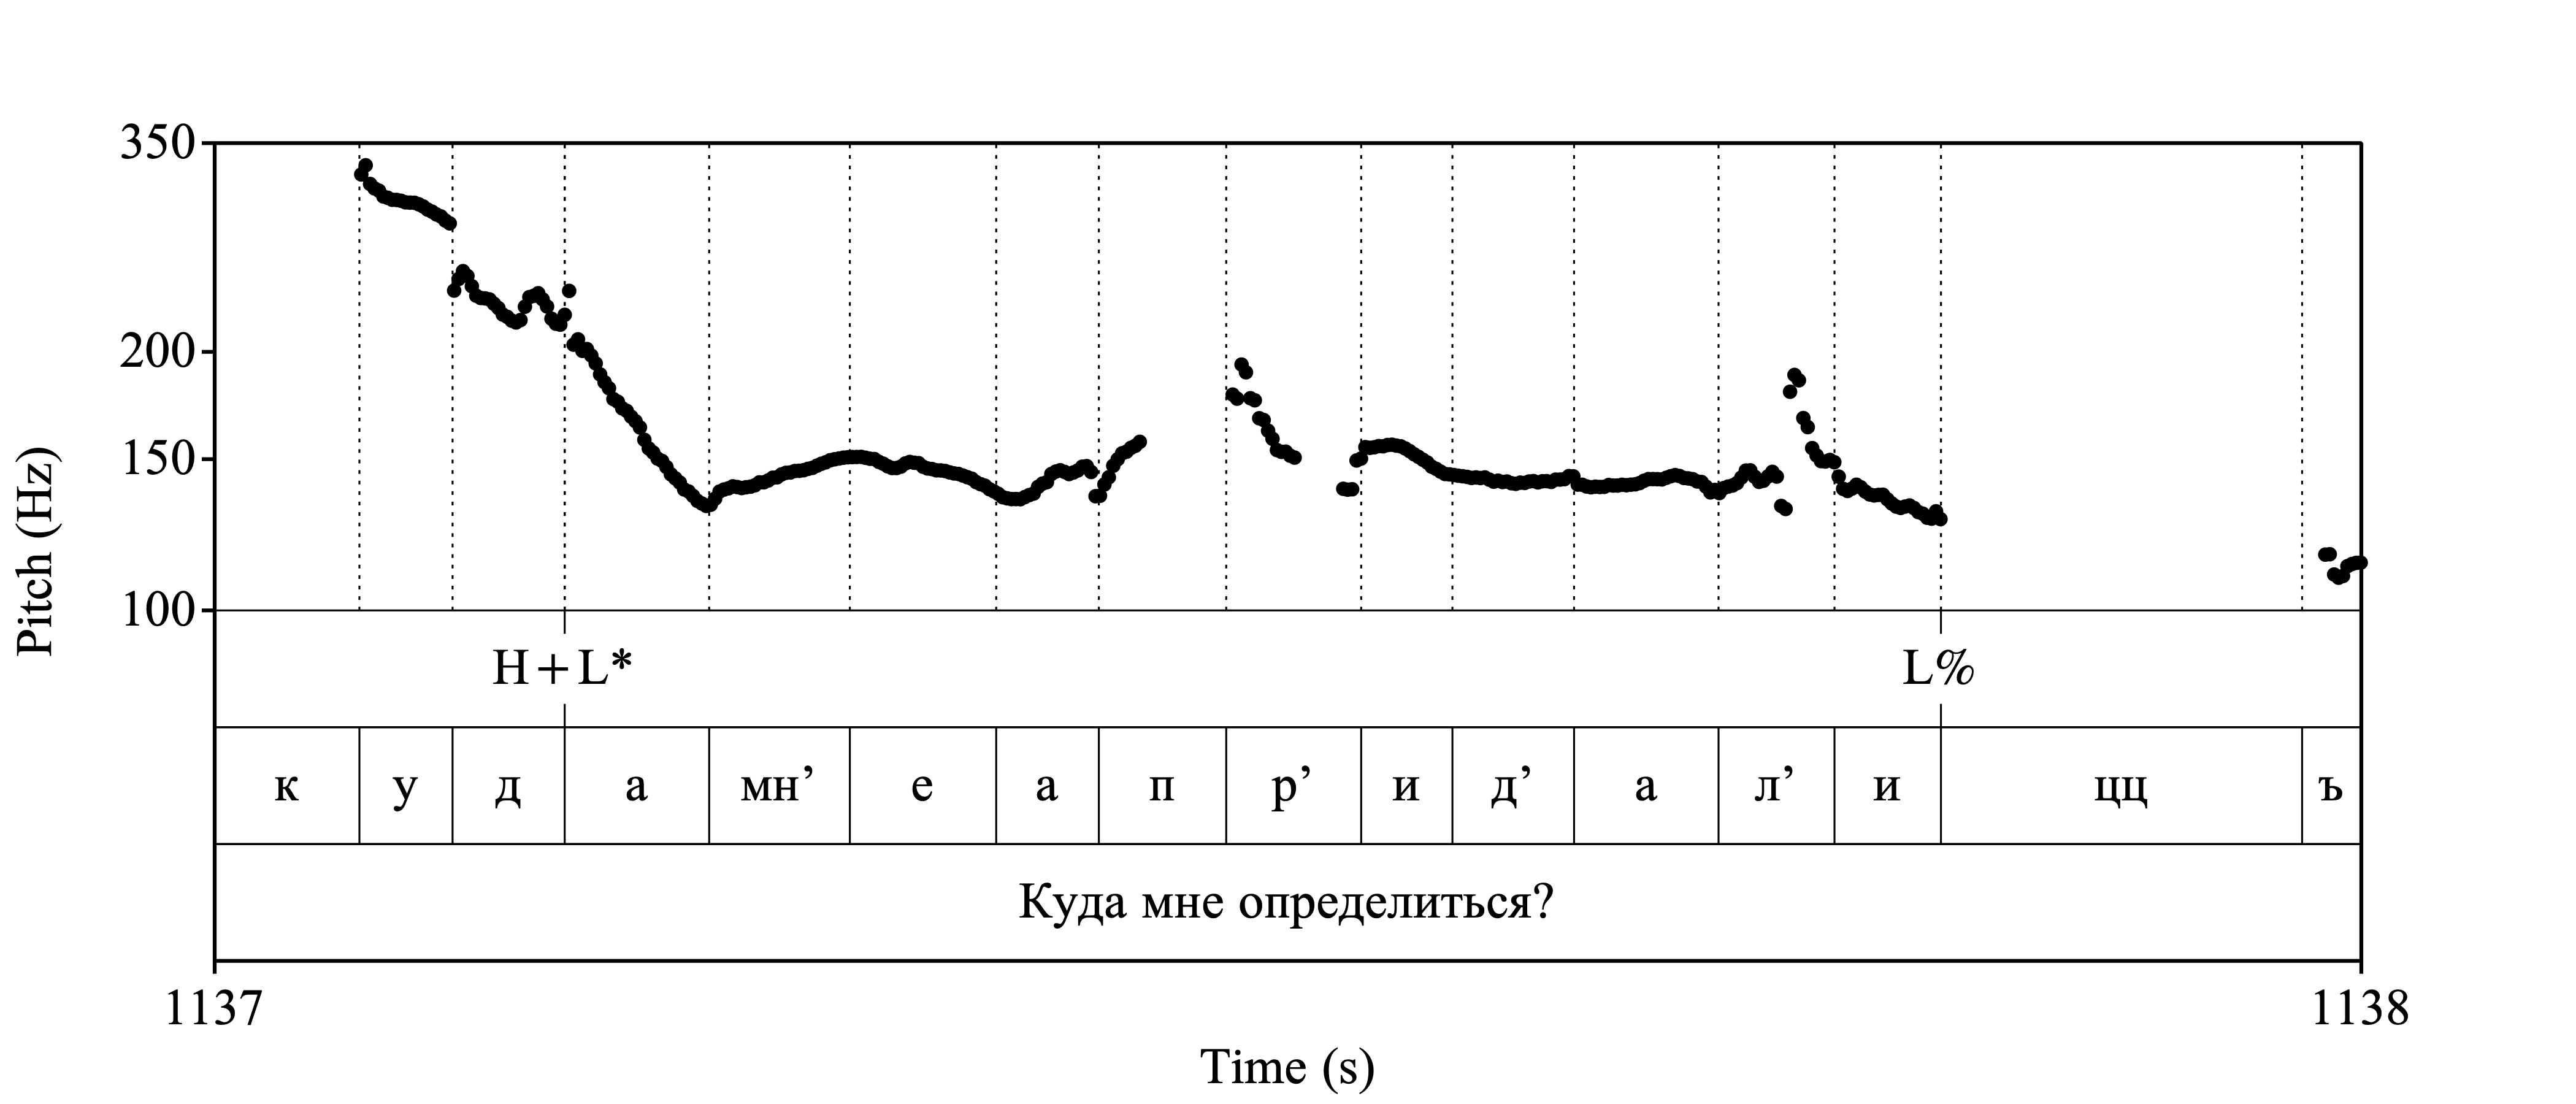 350
200
150
100
Pitch (Hz)
H+L* L%
к у д а мн’ е а п р’ и д’ а л’ и цц ъ
Куда мне определиться?
1137 1138
Time (s)